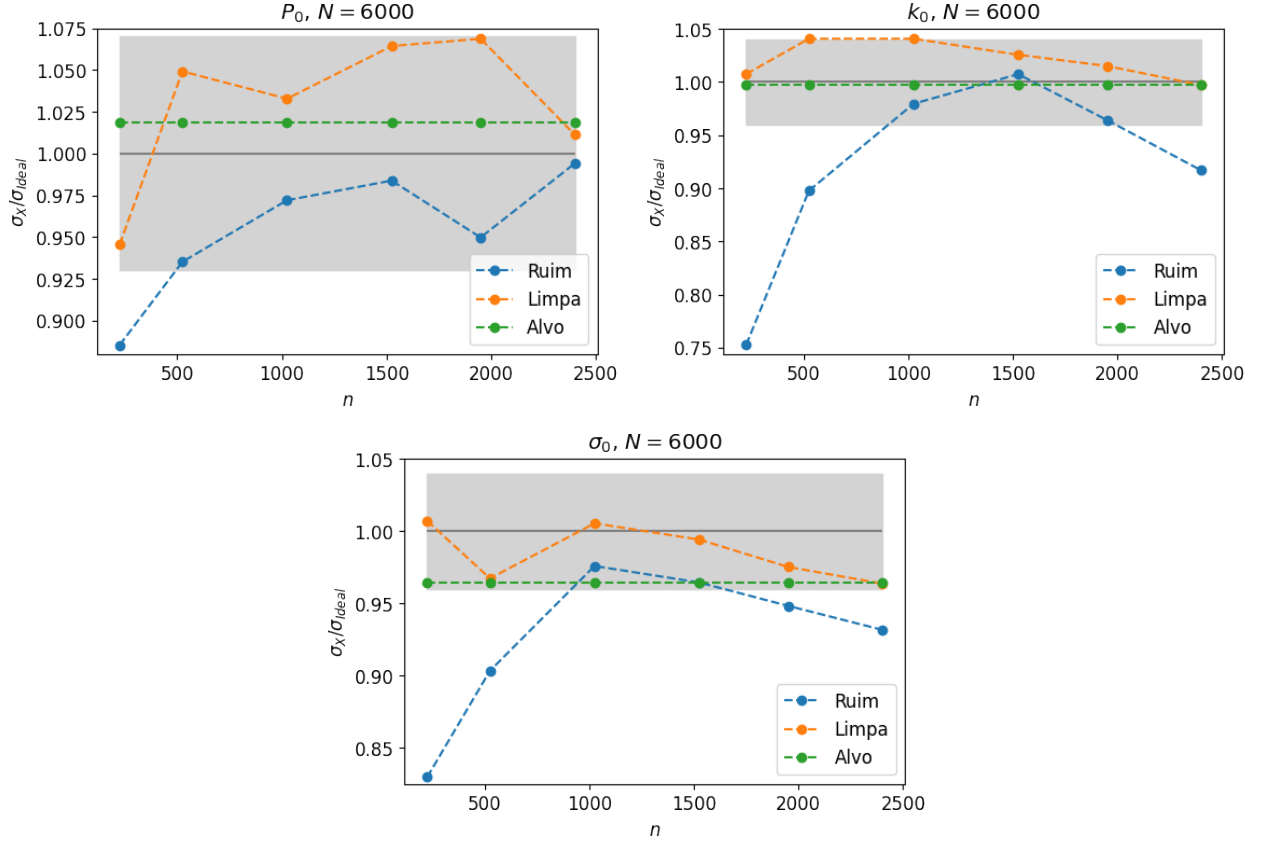 P₀, N = 6000
σ_X/σ_Ideal
1.075
1.050
1.025
1.000
0.975
0.950
0.925
0.900
500 1000 1500 2000 2500
n
Ruim
Limpa
Alvo
k₀, N = 6000
σ_X/σ_Ideal
1.05
1.00
0.95
0.90
0.85
0.80
0.75
500 1000 1500 2000 2500
n
Ruim
Limpa
Alvo
σ₀, N = 6000
σ_X/σ_Ideal
1.05
1.00
0.95
0.90
0.85
500 1000 1500 2000 2500
n
Ruim
Limpa
Alvo